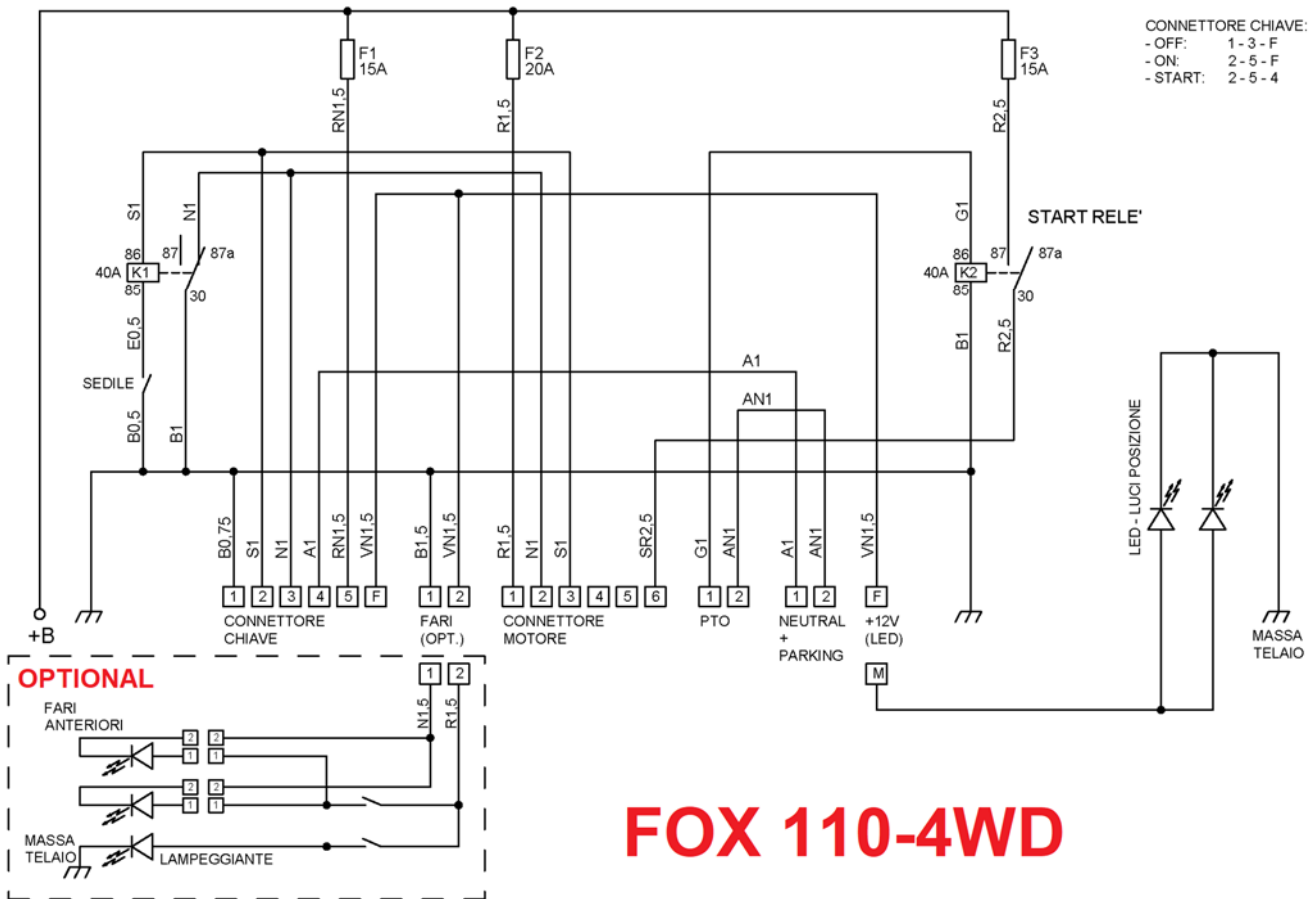 CONNETTORE CHIAVE:
- OFF: 1 - 3 - F
- ON: 2 - 5 - F
- START: 2 - 5 - 4
F1
15A
F2
20A
F3
15A
RN1,5
R1,5
R2,5
S1
N1
G1
START RELE'
86
87
87a
40A
K1
85
30
86
87
87a
40A
K2
85
30
E0,5
B1
R2,5
SEDILE
B0,5
B1
A1
AN1
LED - LUCI POSIZIONE
B0,75
S1
N1
A1
RN1,5
VN1,5
B1,5
VN1,5
R1,5
N1
S1
SR2,5
G1
AN1
A1
AN1
VN1,5
1 2 3 4 5 F
1 2
1 2 3 4 5 6
1 2
1 2
F
CONNETTORE
CHIAVE
FARI
(OPT.)
CONNETTORE
MOTORE
PTO
NEUTRAL
+
PARKING
+12V
(LED)
M
+B
MASSA
TELAIO
OPTIONAL
1 2
N1,5
R1,5
FARI
ANTERIORI
2 2
1 1
2 2
1 1
MASSA
TELAIO
LAMPEGGIANTE
FOX 110-4WD